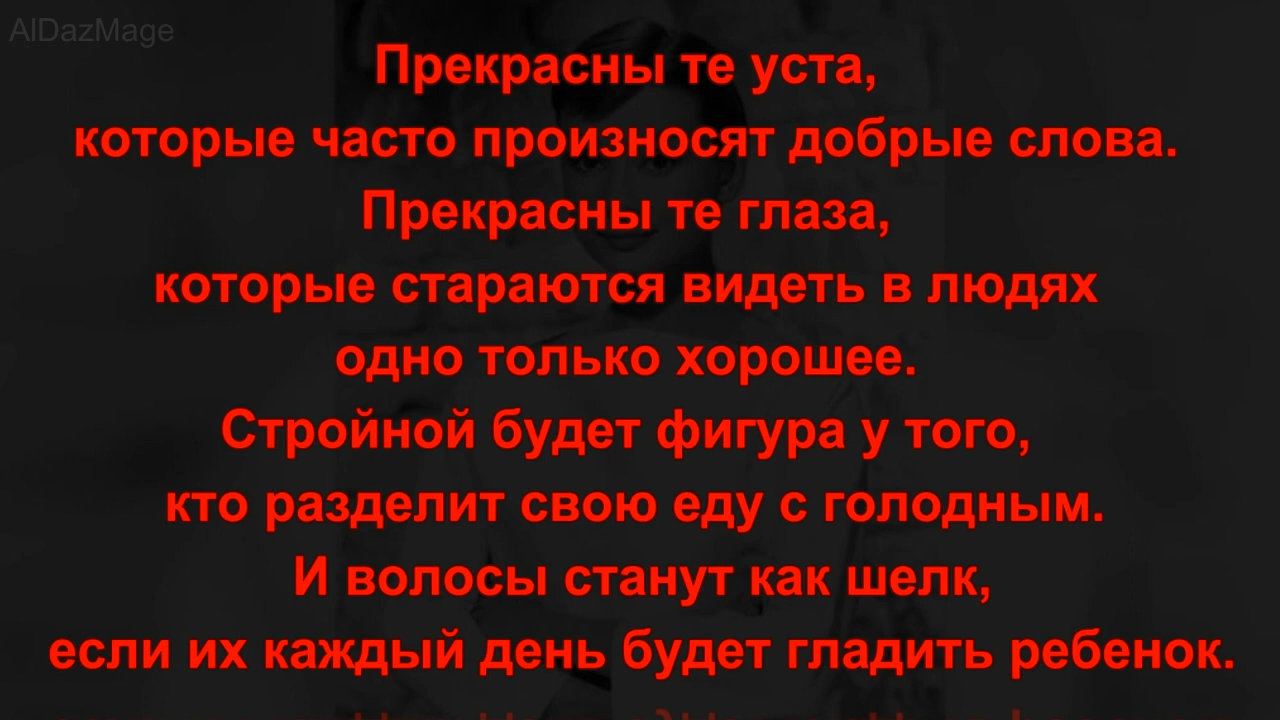 AlDazMage
Прекрасны те уста,
которые часто произносят добрые слова.
Прекрасны те глаза,
которые стараются видеть в людях
одно только хорошее.
Стройной будет фигура у того,
кто разделит свою еду с голодным.
И волосы станут как шелк,
если их каждый день будет гладить ребенок.